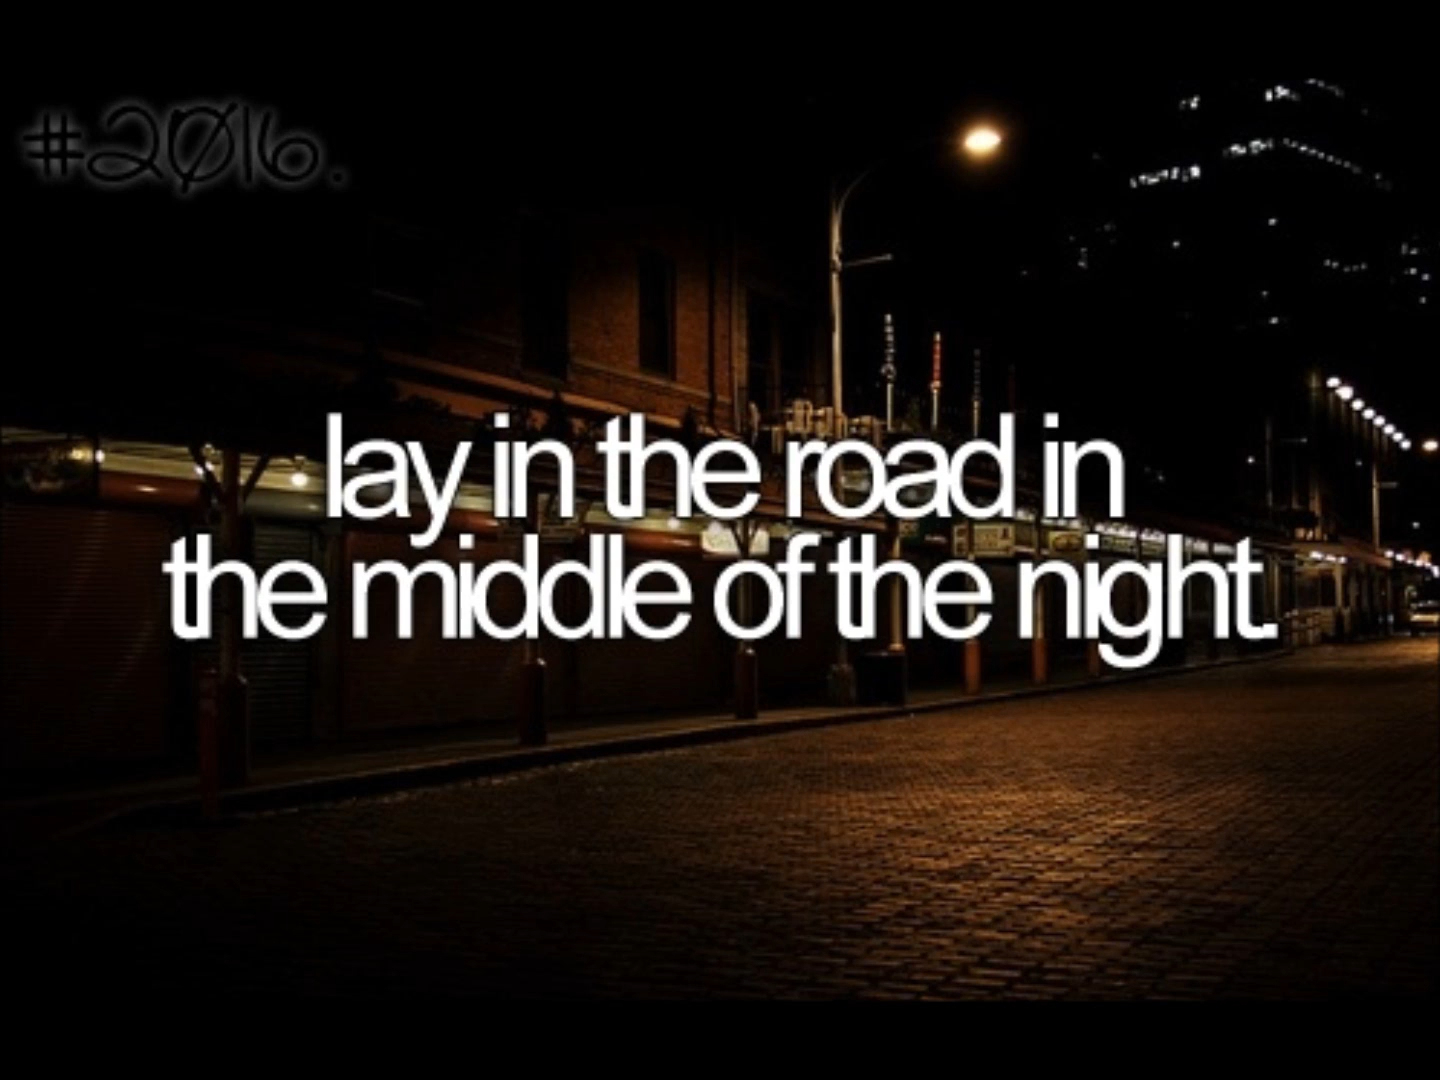 #2Ø16.
lay in the road in
the middle of the night.